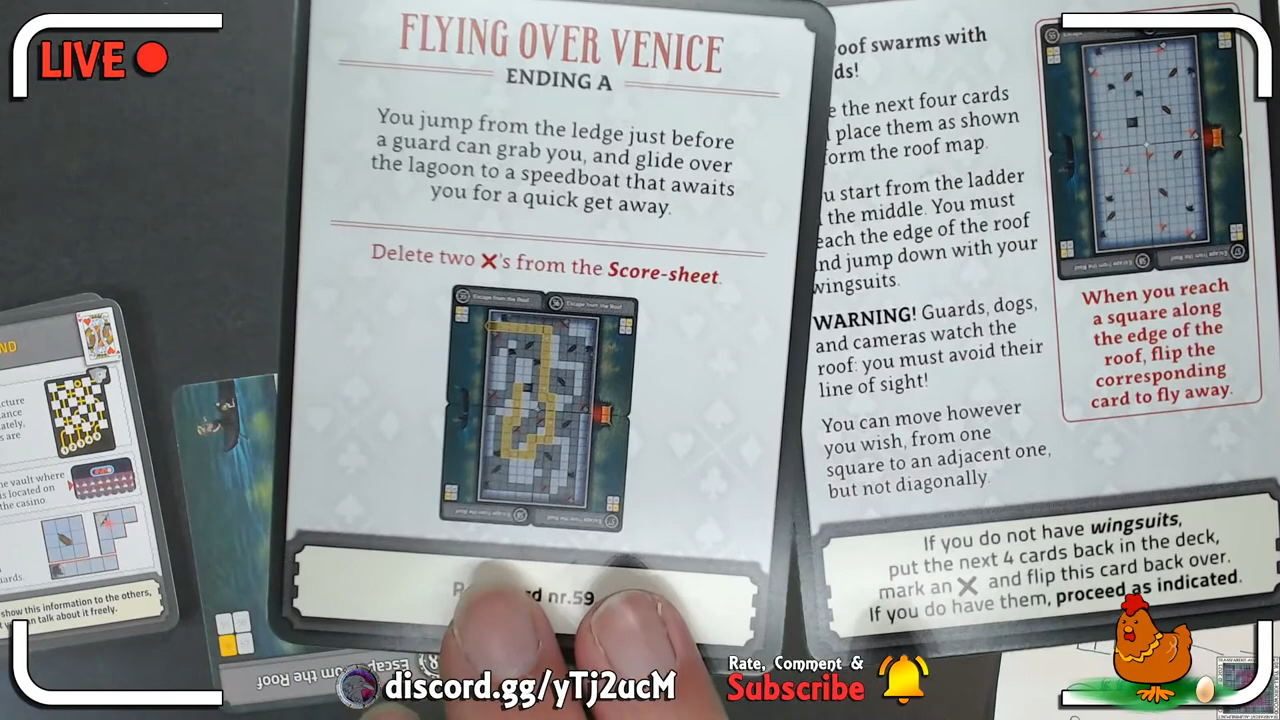 LIVE
FLYING OVER VENICE
ENDING A
You jump from the ledge just before
a guard can grab you, and glide over
the lagoon to a speedboat that awaits
you for a quick get away.
Delete two ✗'s from the Score-sheet.
Escape from the Roof
Escape from the Roof
nr.59
oof swarms with
ds!
e the next four cards
place them as shown
orm the roof map.
u start from the ladder
the middle. You must
each the edge of the roof
nd jump down with your
wingsuits.
WARNING! Guards, dogs,
and cameras watch the
roof: you must avoid their
line of sight!
You can move however
you wish, from one
square to an adjacent one,
but not diagonally.
When you reach
a square along
the edge of the
roof, flip the
corresponding
card to fly away.
If you do not have wingsuits,
put the next 4 cards back in the deck,
mark an ✗ and flip this card back over.
If you do have them, proceed as indicated.
ND
cture
ance
ately,
s are
he vault where
is located on
the casino.
uards.
show this information to the others,
can talk about it freely.
the Roof
discord.gg/yTj2ucM
Rate, Comment &
Subscribe